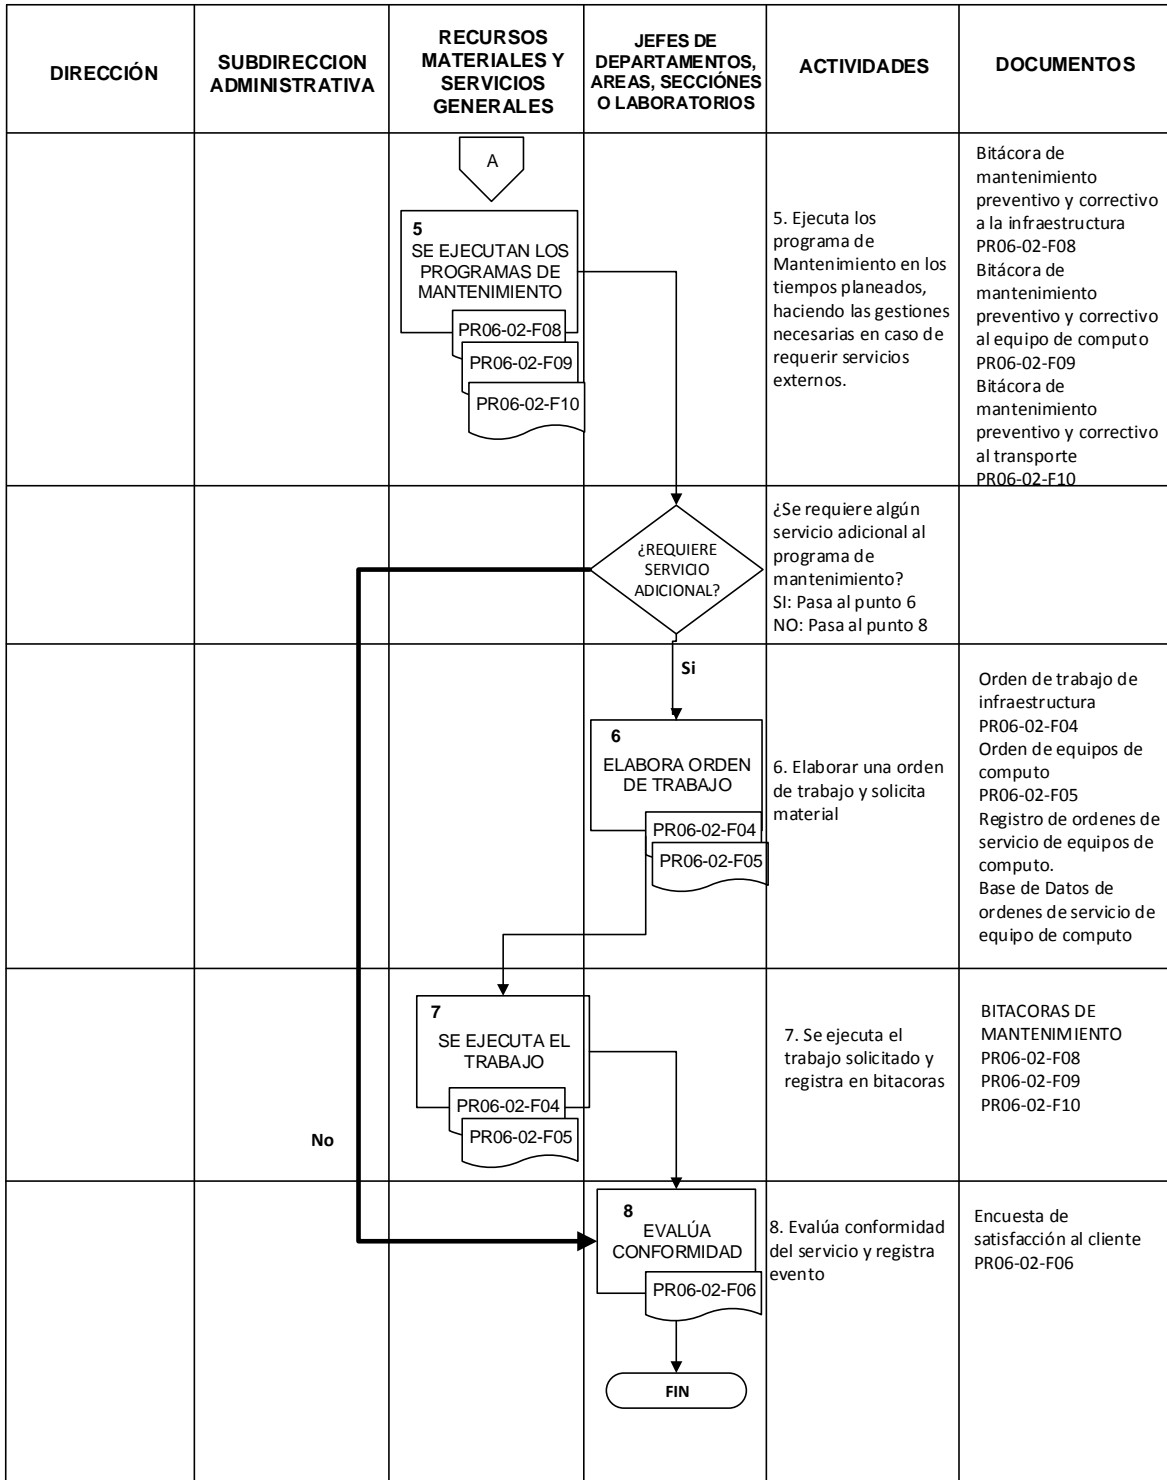 DIRECCIÓN
SUBDIRECCION
ADMINISTRATIVA
RECURSOS
MATERIALES Y
SERVICIOS
GENERALES
JEFES DE
DEPARTAMENTOS,
AREAS, SECCIÓNES
O LABORATORIOS
ACTIVIDADES
DOCUMENTOS
A
5
SE EJECUTAN LOS
PROGRAMAS DE
MANTENIMIENTO
PR06-02-F08
PR06-02-F09
PR06-02-F10
5. Ejecuta los
programa de
Mantenimiento en los
tiempos planeados,
haciendo las gestiones
necesarias en caso de
requerir servicios
externos.
Bitácora de
mantenimiento
preventivo y correctivo
a la infraestructura
PR06-02-F08
Bitácora de
mantenimiento
preventivo y correctivo
al equipo de computo
PR06-02-F09
Bitácora de
mantenimiento
preventivo y correctivo
al transporte
PR06-02-F10
¿REQUIERE
SERVICIO
ADICIONAL?
¿Se requiere algún
servicio adicional al
programa de
mantenimiento?
SI: Pasa al punto 6
NO: Pasa al punto 8
Si
6
ELABORA ORDEN
DE TRABAJO
PR06-02-F04
PR06-02-F05
6. Elaborar una orden
de trabajo y solicita
material
Orden de trabajo de
infraestructura
PR06-02-F04
Orden de equipos de
computo
PR06-02-F05
Registro de ordenes de
servicio de equipos de
computo.
Base de Datos de
ordenes de servicio de
equipo de computo
7
SE EJECUTA EL
TRABAJO
PR06-02-F04
PR06-02-F05
7. Se ejecuta el
trabajo solicitado y
registra en bitacoras
BITACORAS DE
MANTENIMIENTO
PR06-02-F08
PR06-02-F09
PR06-02-F10
No
8
EVALÚA
CONFORMIDAD
PR06-02-F06
8. Evalúa conformidad
del servicio y registra
evento
Encuesta de
satisfacción al cliente
PR06-02-F06
FIN